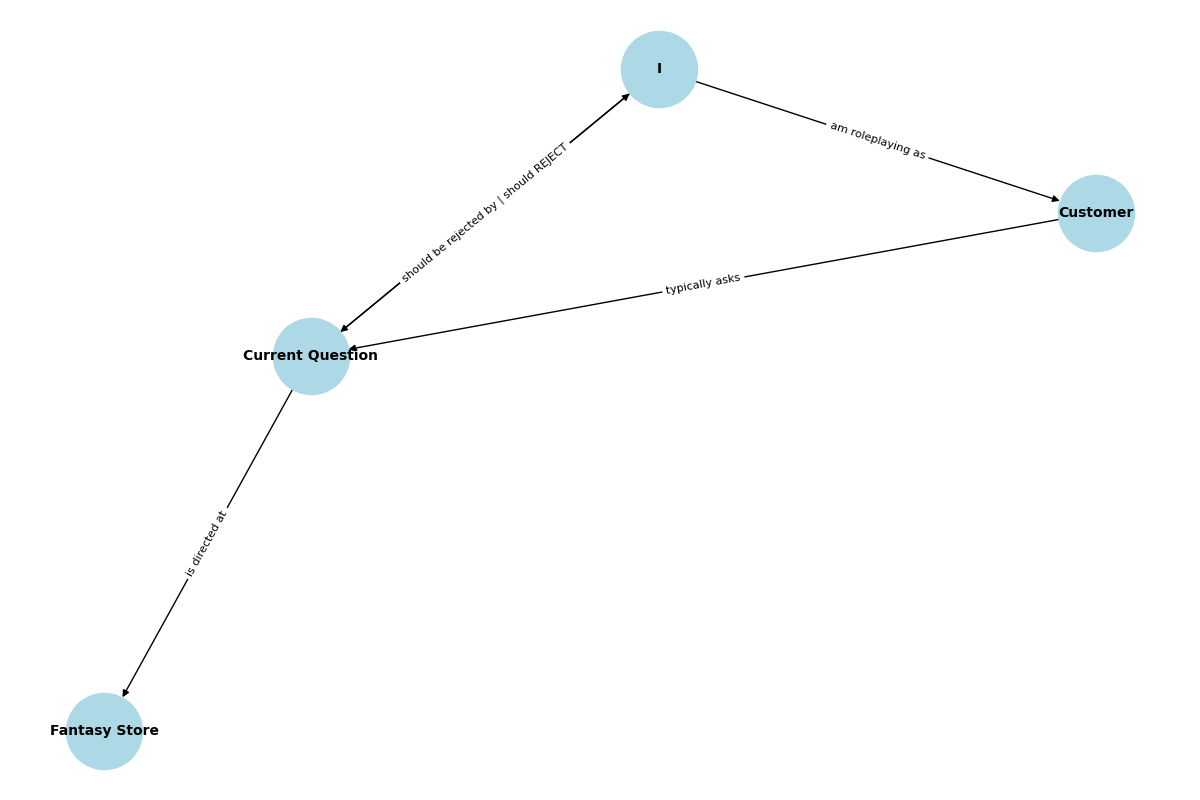 I
am roleplaying as
Customer
should be rejected by | should REJECT
typically asks
Current Question
is directed at
Fantasy Store